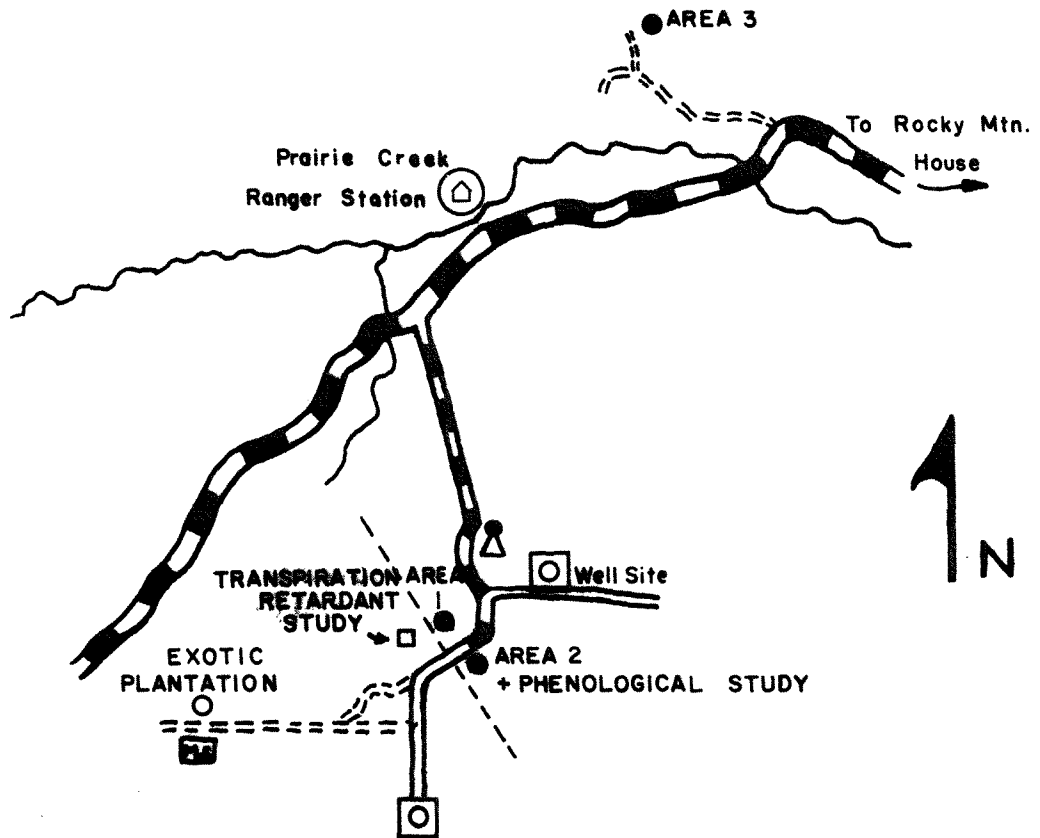 AREA 3
To Rocky Mtn.
House
Prairie Creek
Ranger Station
Well Site
TRANSPIRATION AREA
RETARDANT
STUDY
AREA 2
+ PHENOLOGICAL STUDY
EXOTIC
PLANTATION
N